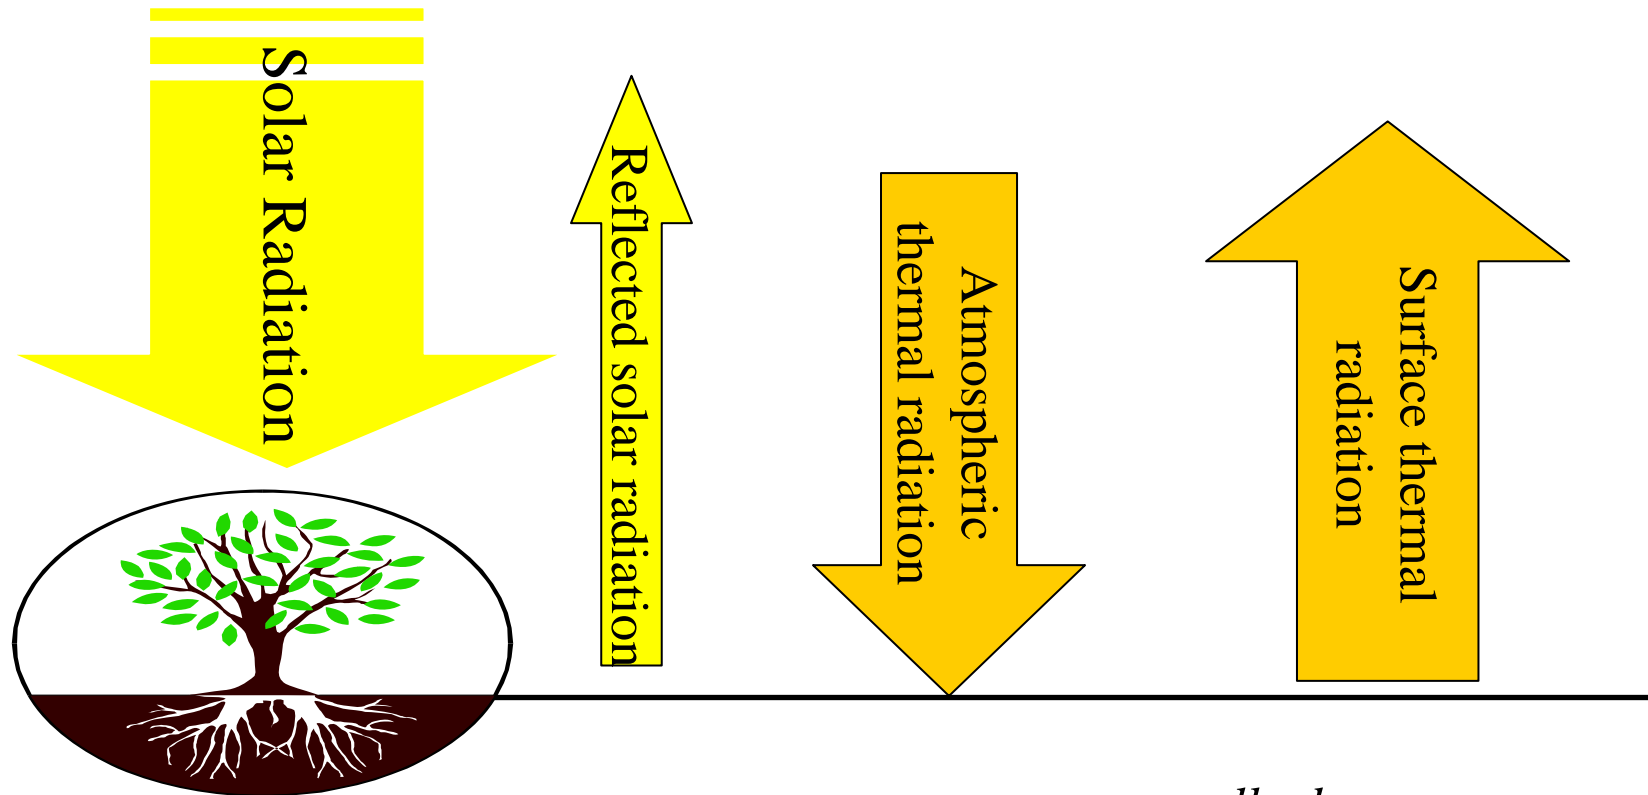 Solar Radiation
Reflected solar radiation
Atmospheric
thermal radiation
Surface thermal
radiation